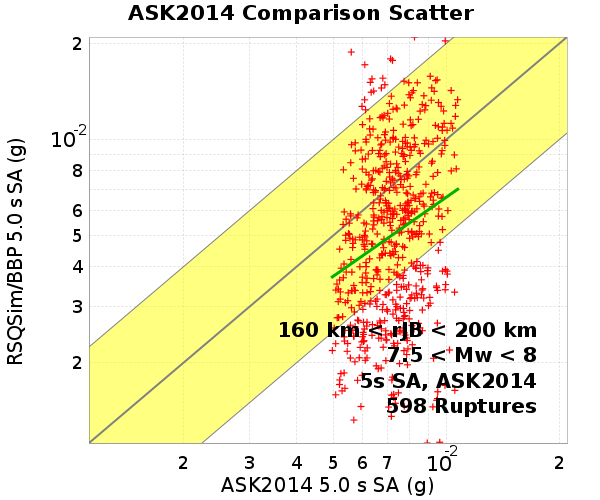 ASK2014 Comparison Scatter
RSQSim/BBP 5.0 s SA (g)
2
10-2
8
6
5
4
3
2
160 km < rJB < 200 km
7.5 < Mw < 8
5s SA, ASK2014
598 Ruptures
2 3 4 5 6 7 10-2 2
ASK2014 5.0 s SA (g)